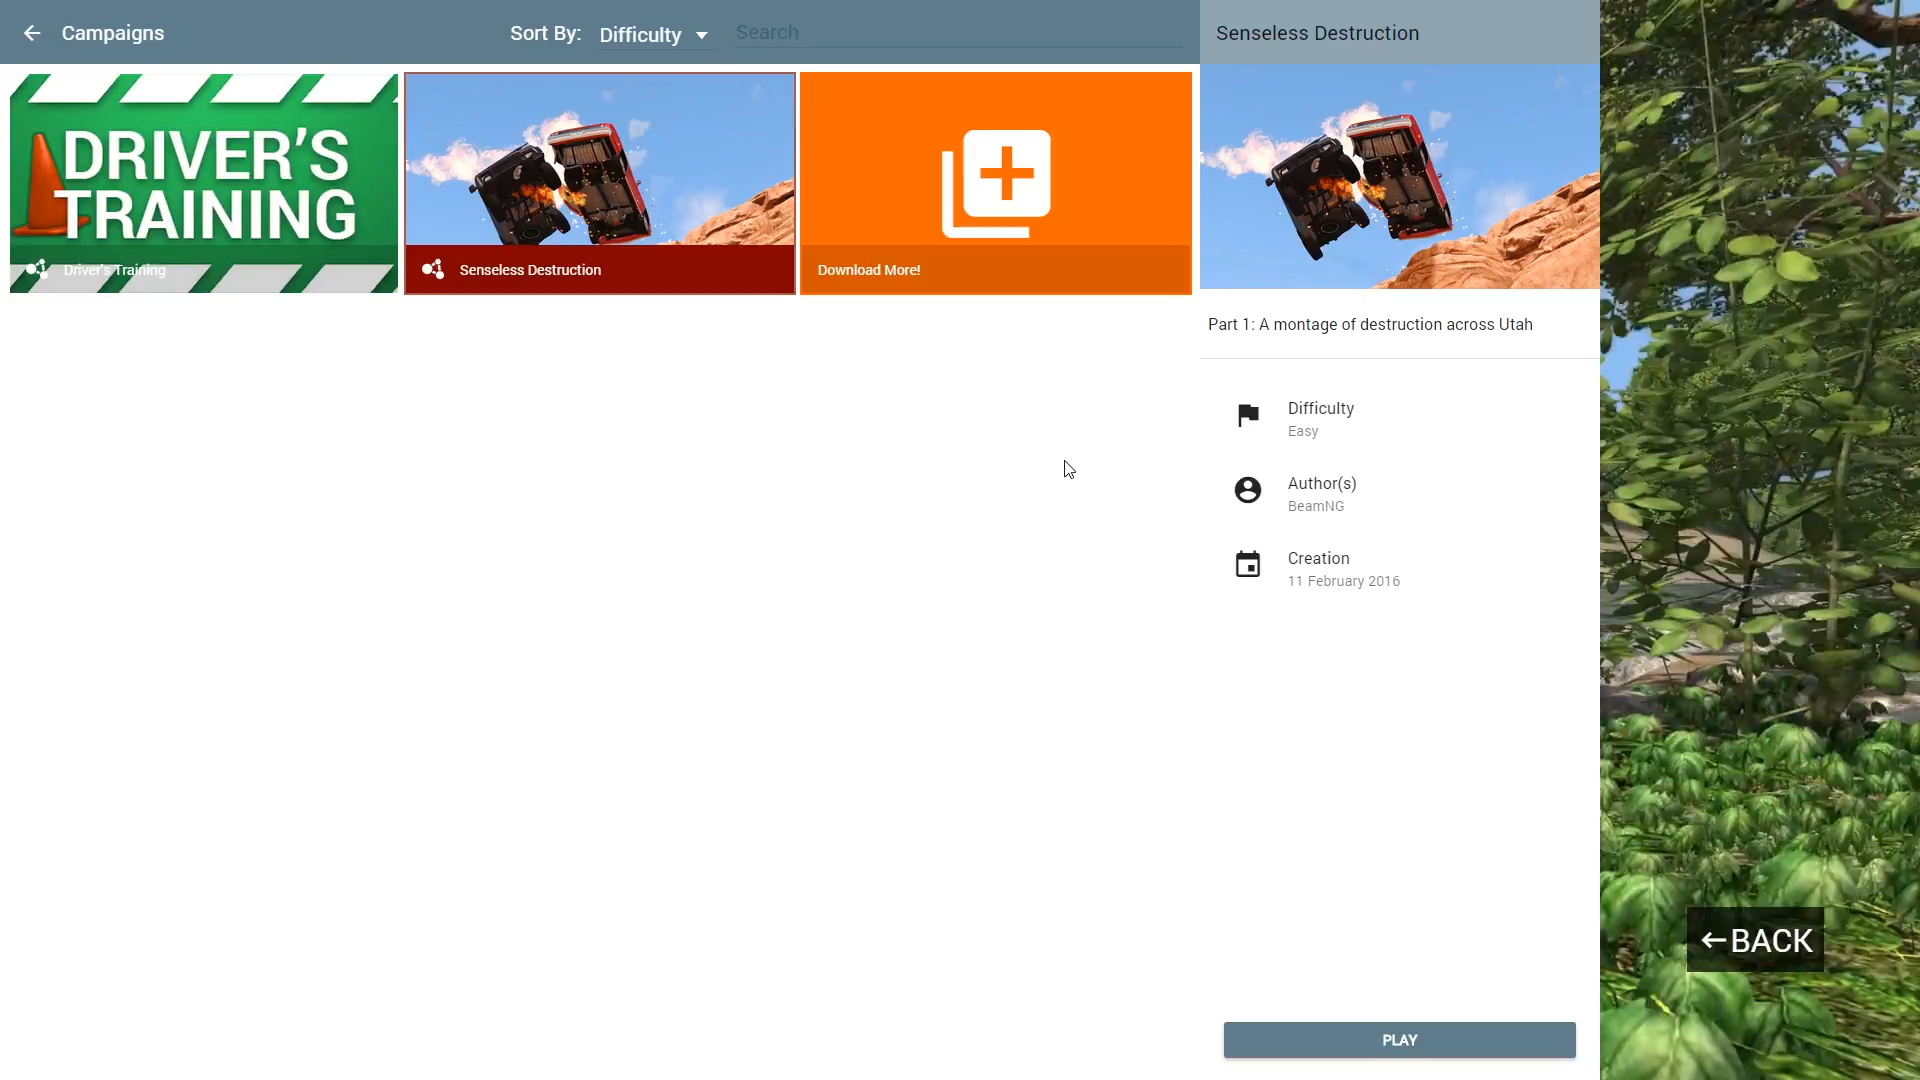 Campaigns
Sort By: Difficulty
Search
Senseless Destruction
DRIVER'S
TRAINING
Driver's Training
Senseless Destruction
Download More!
Part 1: A montage of destruction across Utah
Difficulty
Easy
Author(s)
BeamNG
Creation
11 February 2016
←BACK
PLAY